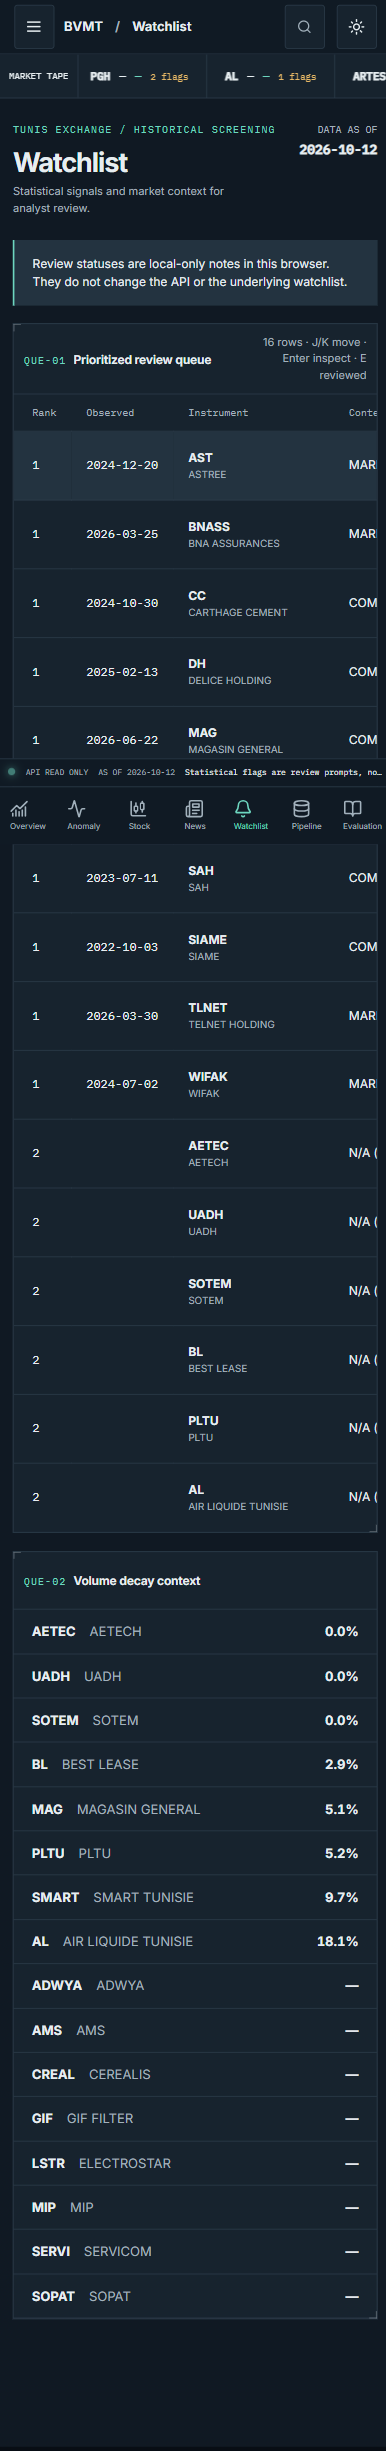 BVMT / Watchlist
MARKET TAPE PGH — — 2 flags AL — — 1 flags ARTES
TUNIS EXCHANGE / HISTORICAL SCREENING
DATA AS OF
2026-10-12
Watchlist
Statistical signals and market context for
analyst review.
Review statuses are local-only notes in this browser.
They do not change the API or the underlying watchlist.
QUE-01 Prioritized review queue
16 rows · J/K move ·
Enter inspect · E
reviewed
Rank Observed Instrument Conte
1 2024-12-20 AST MAR
ASTREE
1 2026-03-25 BNASS MAR
BNA ASSURANCES
1 2024-10-30 CC COM
CARTHAGE CEMENT
1 2025-02-13 DH COM
DELICE HOLDING
1 2026-06-22 MAG COM
MAGASIN GENERAL
API READ ONLY AS OF 2026-10-12 Statistical flags are review prompts, no…
Overview Anomaly Stock News Watchlist Pipeline Evaluation
1 2023-07-11 SAH COM
SAH
1 2022-10-03 SIAME COM
SIAME
1 2026-03-30 TLNET MAR
TELNET HOLDING
1 2024-07-02 WIFAK MAR
WIFAK
2 AETEC N/A (
AETECH
2 UADH N/A (
UADH
2 SOTEM N/A (
SOTEM
2 BL N/A (
BEST LEASE
2 PLTU N/A (
PLTU
2 AL N/A (
AIR LIQUIDE TUNISIE
QUE-02 Volume decay context
AETEC AETECH 0.0%
UADH UADH 0.0%
SOTEM SOTEM 0.0%
BL BEST LEASE 2.9%
MAG MAGASIN GENERAL 5.1%
PLTU PLTU 5.2%
SMART SMART TUNISIE 9.7%
AL AIR LIQUIDE TUNISIE 18.1%
ADWYA ADWYA —
AMS AMS —
CREAL CEREALIS —
GIF GIF FILTER —
LSTR ELECTROSTAR —
MIP MIP —
SERVI SERVICOM —
SOPAT SOPAT —